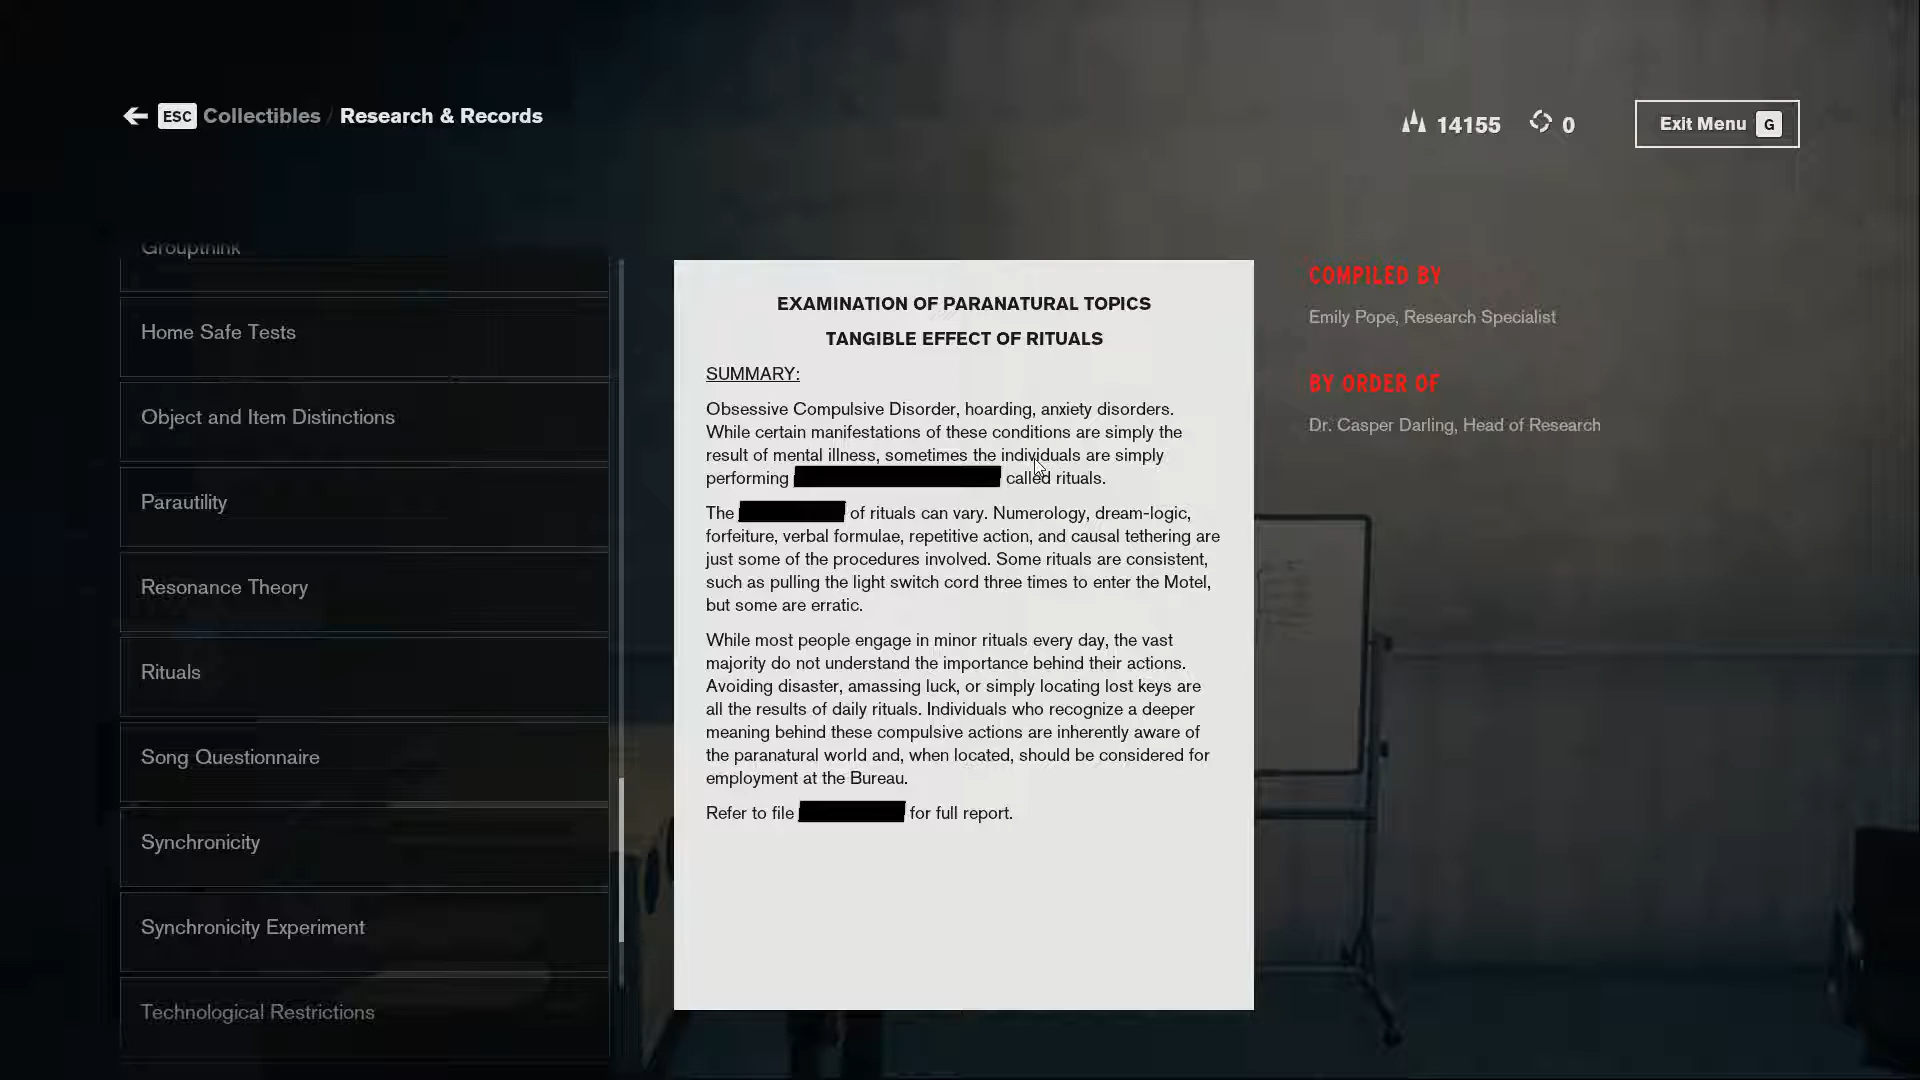 ESC Collectibles / Research & Records
14155
0
Exit Menu G
Groupthink
Home Safe Tests
Object and Item Distinctions
Parautility
Resonance Theory
Rituals
Song Questionnaire
Synchronicity
Synchronicity Experiment
Technological Restrictions
EXAMINATION OF PARANATURAL TOPICS
TANGIBLE EFFECT OF RITUALS
SUMMARY:
Obsessive Compulsive Disorder, hoarding, anxiety disorders.
While certain manifestations of these conditions are simply the
result of mental illness, sometimes the individuals are simply
performing called rituals.
The of rituals can vary. Numerology, dream-logic,
forfeiture, verbal formulae, repetitive action, and causal tethering are
just some of the procedures involved. Some rituals are consistent,
such as pulling the light switch cord three times to enter the Motel,
but some are erratic.
While most people engage in minor rituals every day, the vast
majority do not understand the importance behind their actions.
Avoiding disaster, amassing luck, or simply locating lost keys are
all the results of daily rituals. Individuals who recognize a deeper
meaning behind these compulsive actions are inherently aware of
the paranatural world and, when located, should be considered for
employment at the Bureau.
Refer to file for full report.
COMPILED BY
Emily Pope, Research Specialist
BY ORDER OF
Dr. Casper Darling, Head of Research